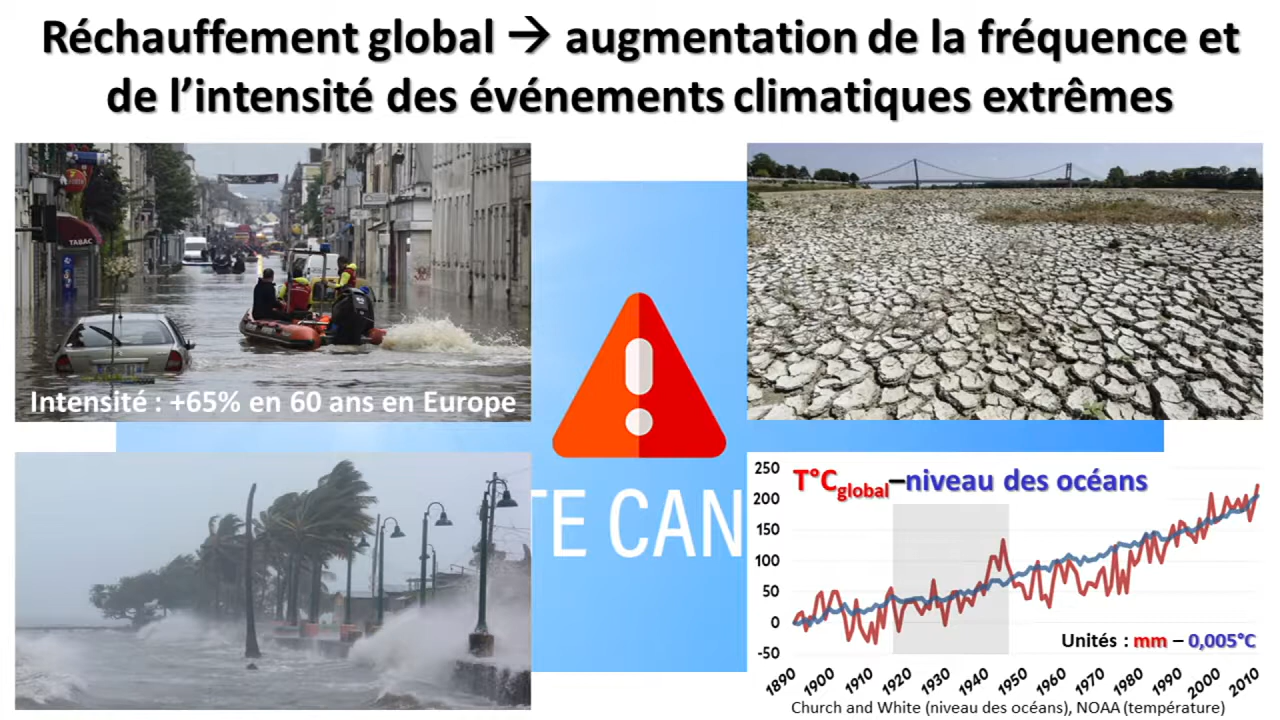 Réchauffement global → augmentation de la fréquence et
de l’intensité des événements climatiques extrêmes
TABAC
Intensité : +65% en 60 ans en Europe
TE CAN
T°Cglobal–niveau des océans
250
200
150
100
50
0
-50
Unités : mm – 0,005°C
1890 1900 1910 1920 1930 1940 1950 1960 1970 1980 1990 2000 2010
Church and White (niveau des océans), NOAA (température)